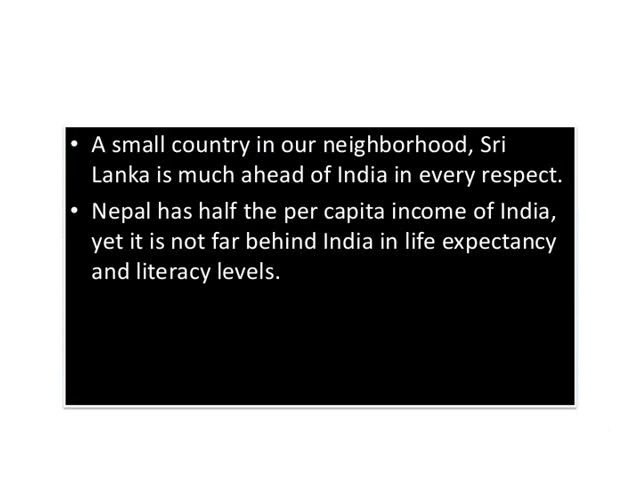 • A small country in our neighborhood, Sri
Lanka is much ahead of India in every respect.
• Nepal has half the per capita income of India,
yet it is not far behind India in life expectancy
and literacy levels.